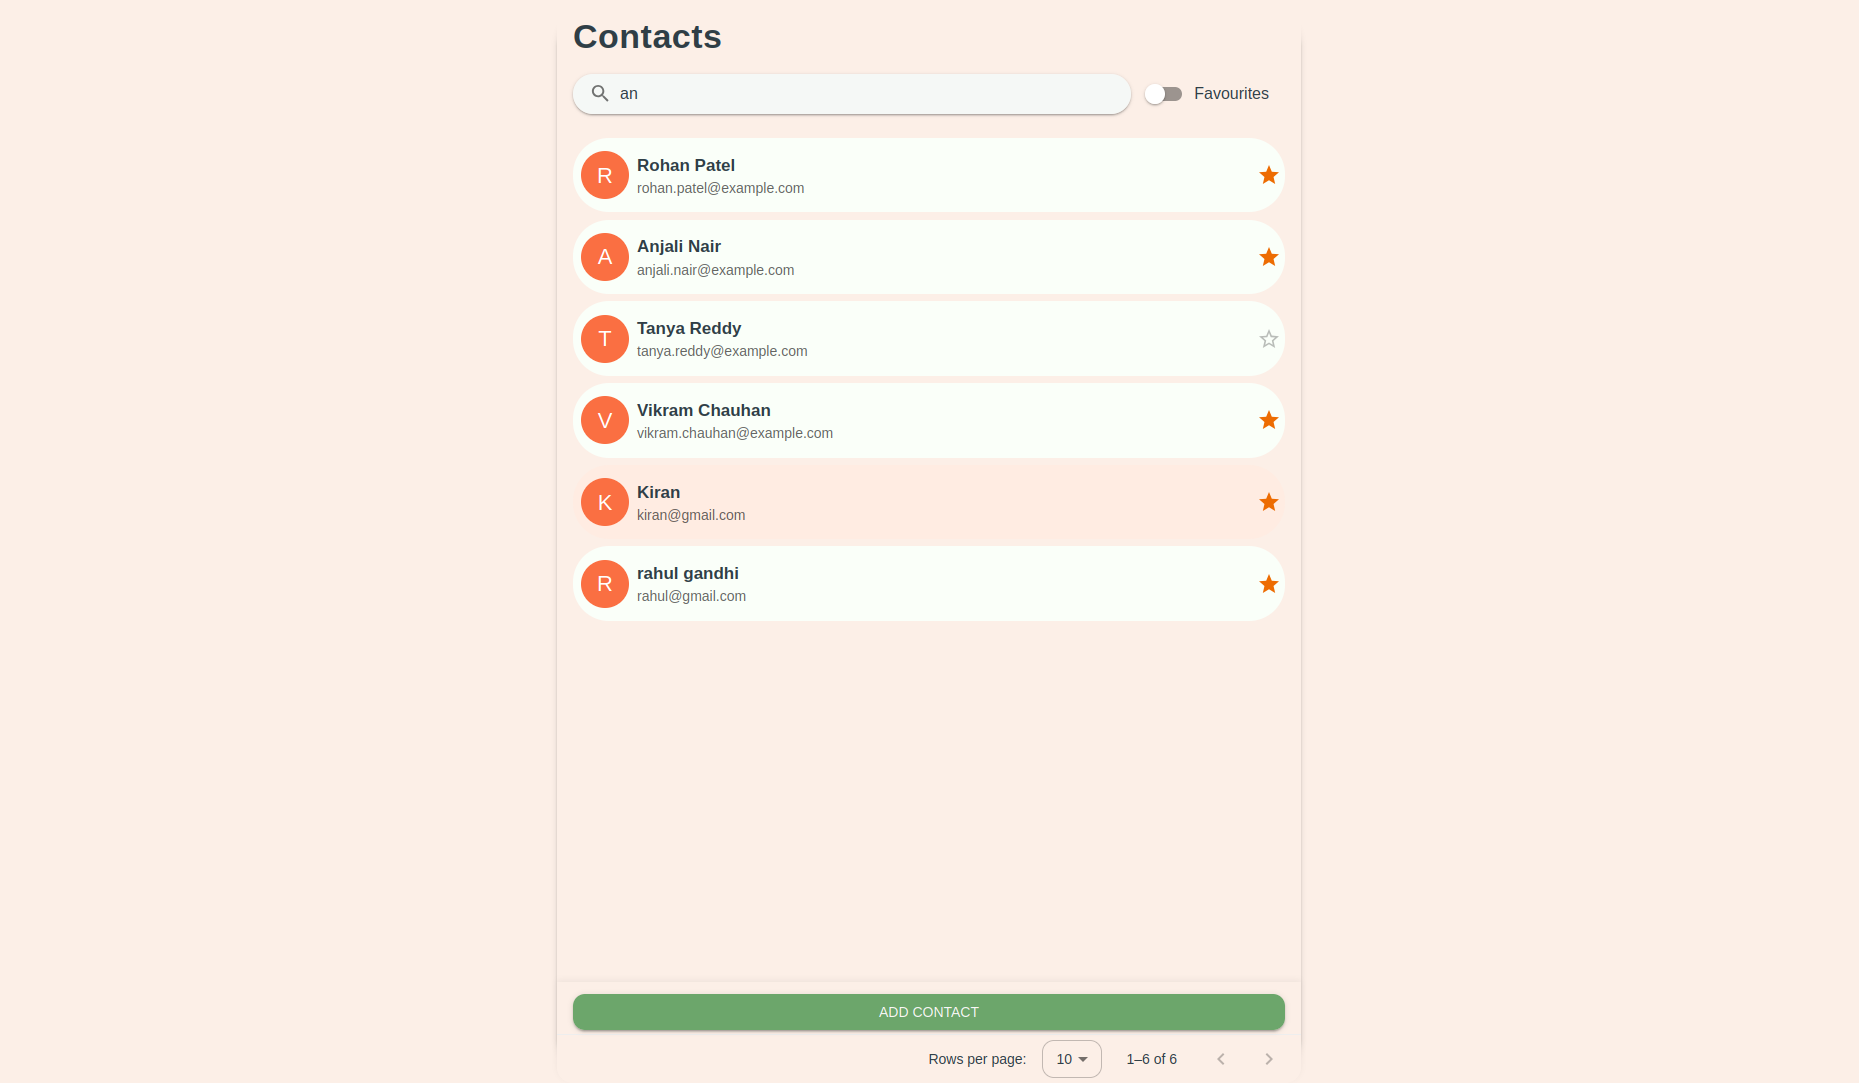 Contacts
an
Favourites
R
Rohan Patel
rohan.patel@example.com
A
Anjali Nair
anjali.nair@example.com
T
Tanya Reddy
tanya.reddy@example.com
V
Vikram Chauhan
vikram.chauhan@example.com
K
Kiran
kiran@gmail.com
R
rahul gandhi
rahul@gmail.com
ADD CONTACT
Rows per page: 10 1–6 of 6